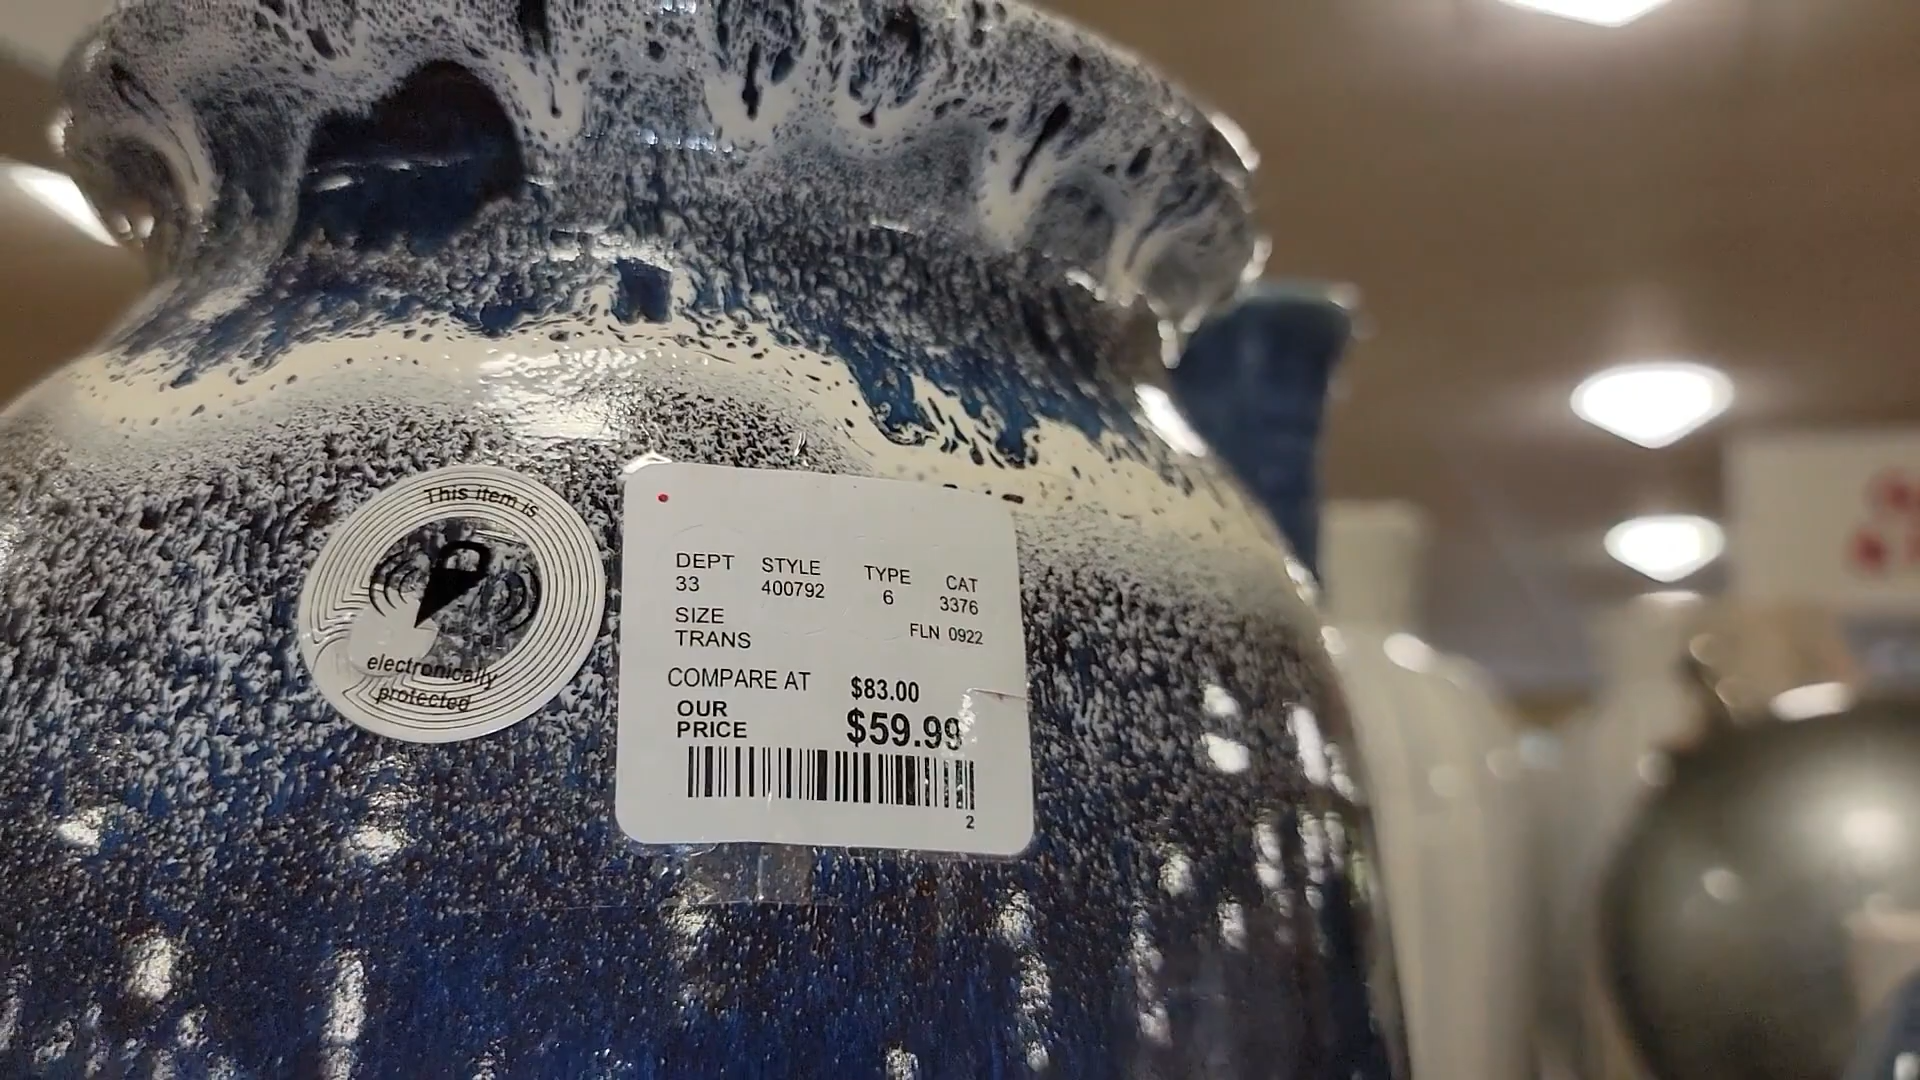 This item is
electronically
protected
DEPT STYLE TYPE CAT
33 400792 6 3376
SIZE
TRANS FLN 0922
COMPARE AT $83.00
OUR
PRICE $59.99
2